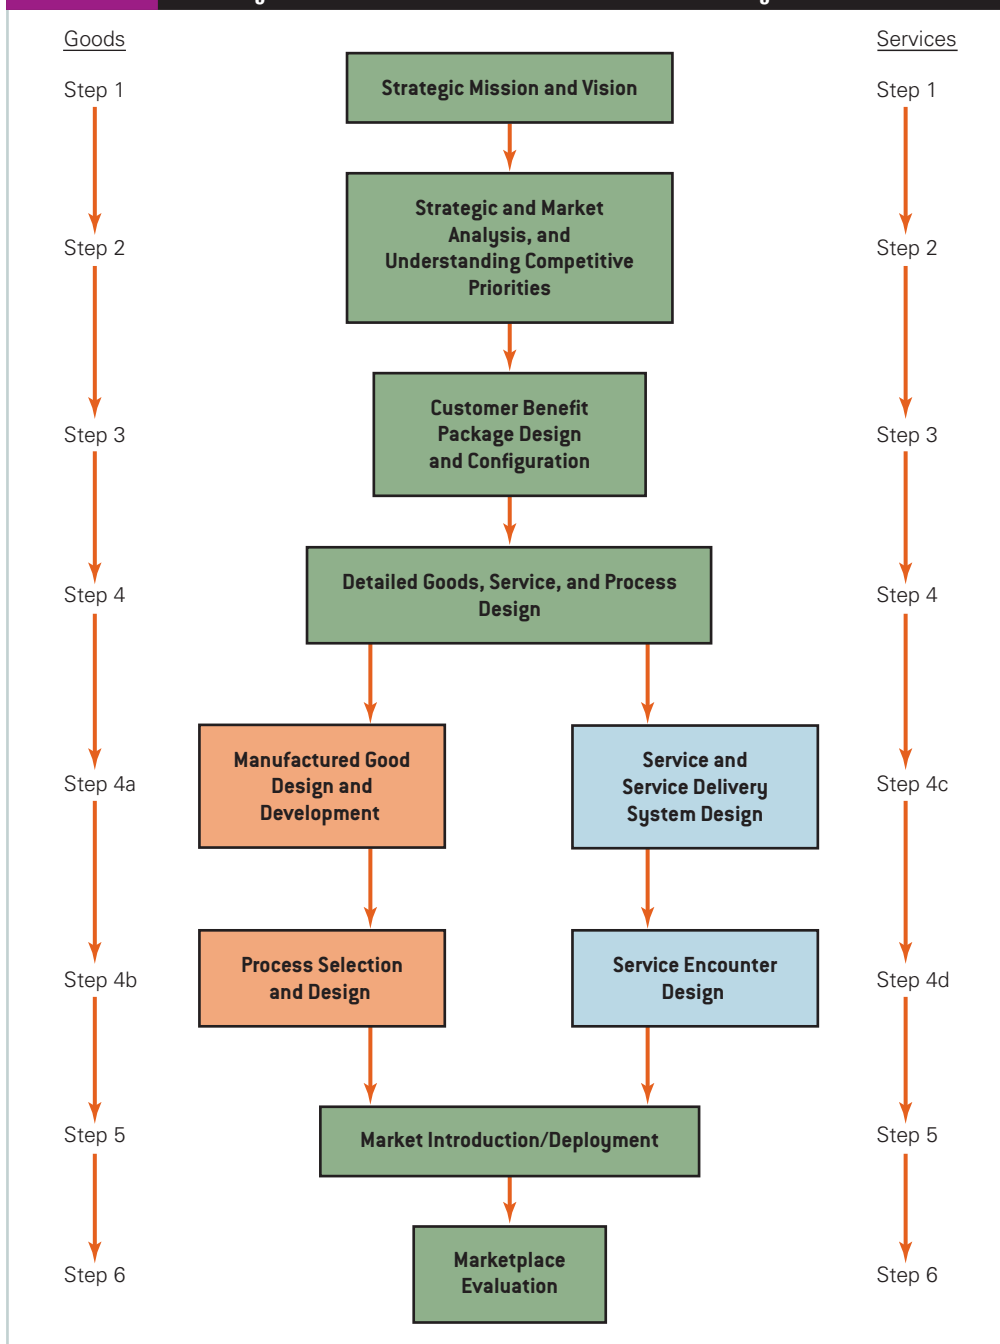 Goods
Services
Step 1
Strategic Mission and Vision
Step 1
Strategic and Market
Analysis, and
Understanding Competitive
Priorities
Step 2
Step 2
Customer Benefit
Package Design
and Configuration
Step 3
Step 3
Detailed Goods, Service, and Process
Design
Step 4
Step 4
Manufactured Good
Design and
Development
Service and
Service Delivery
System Design
Step 4a
Step 4c
Process Selection
and Design
Service Encounter
Design
Step 4b
Step 4d
Step 5
Market Introduction/Deployment
Step 5
Marketplace
Evaluation
Step 6
Step 6